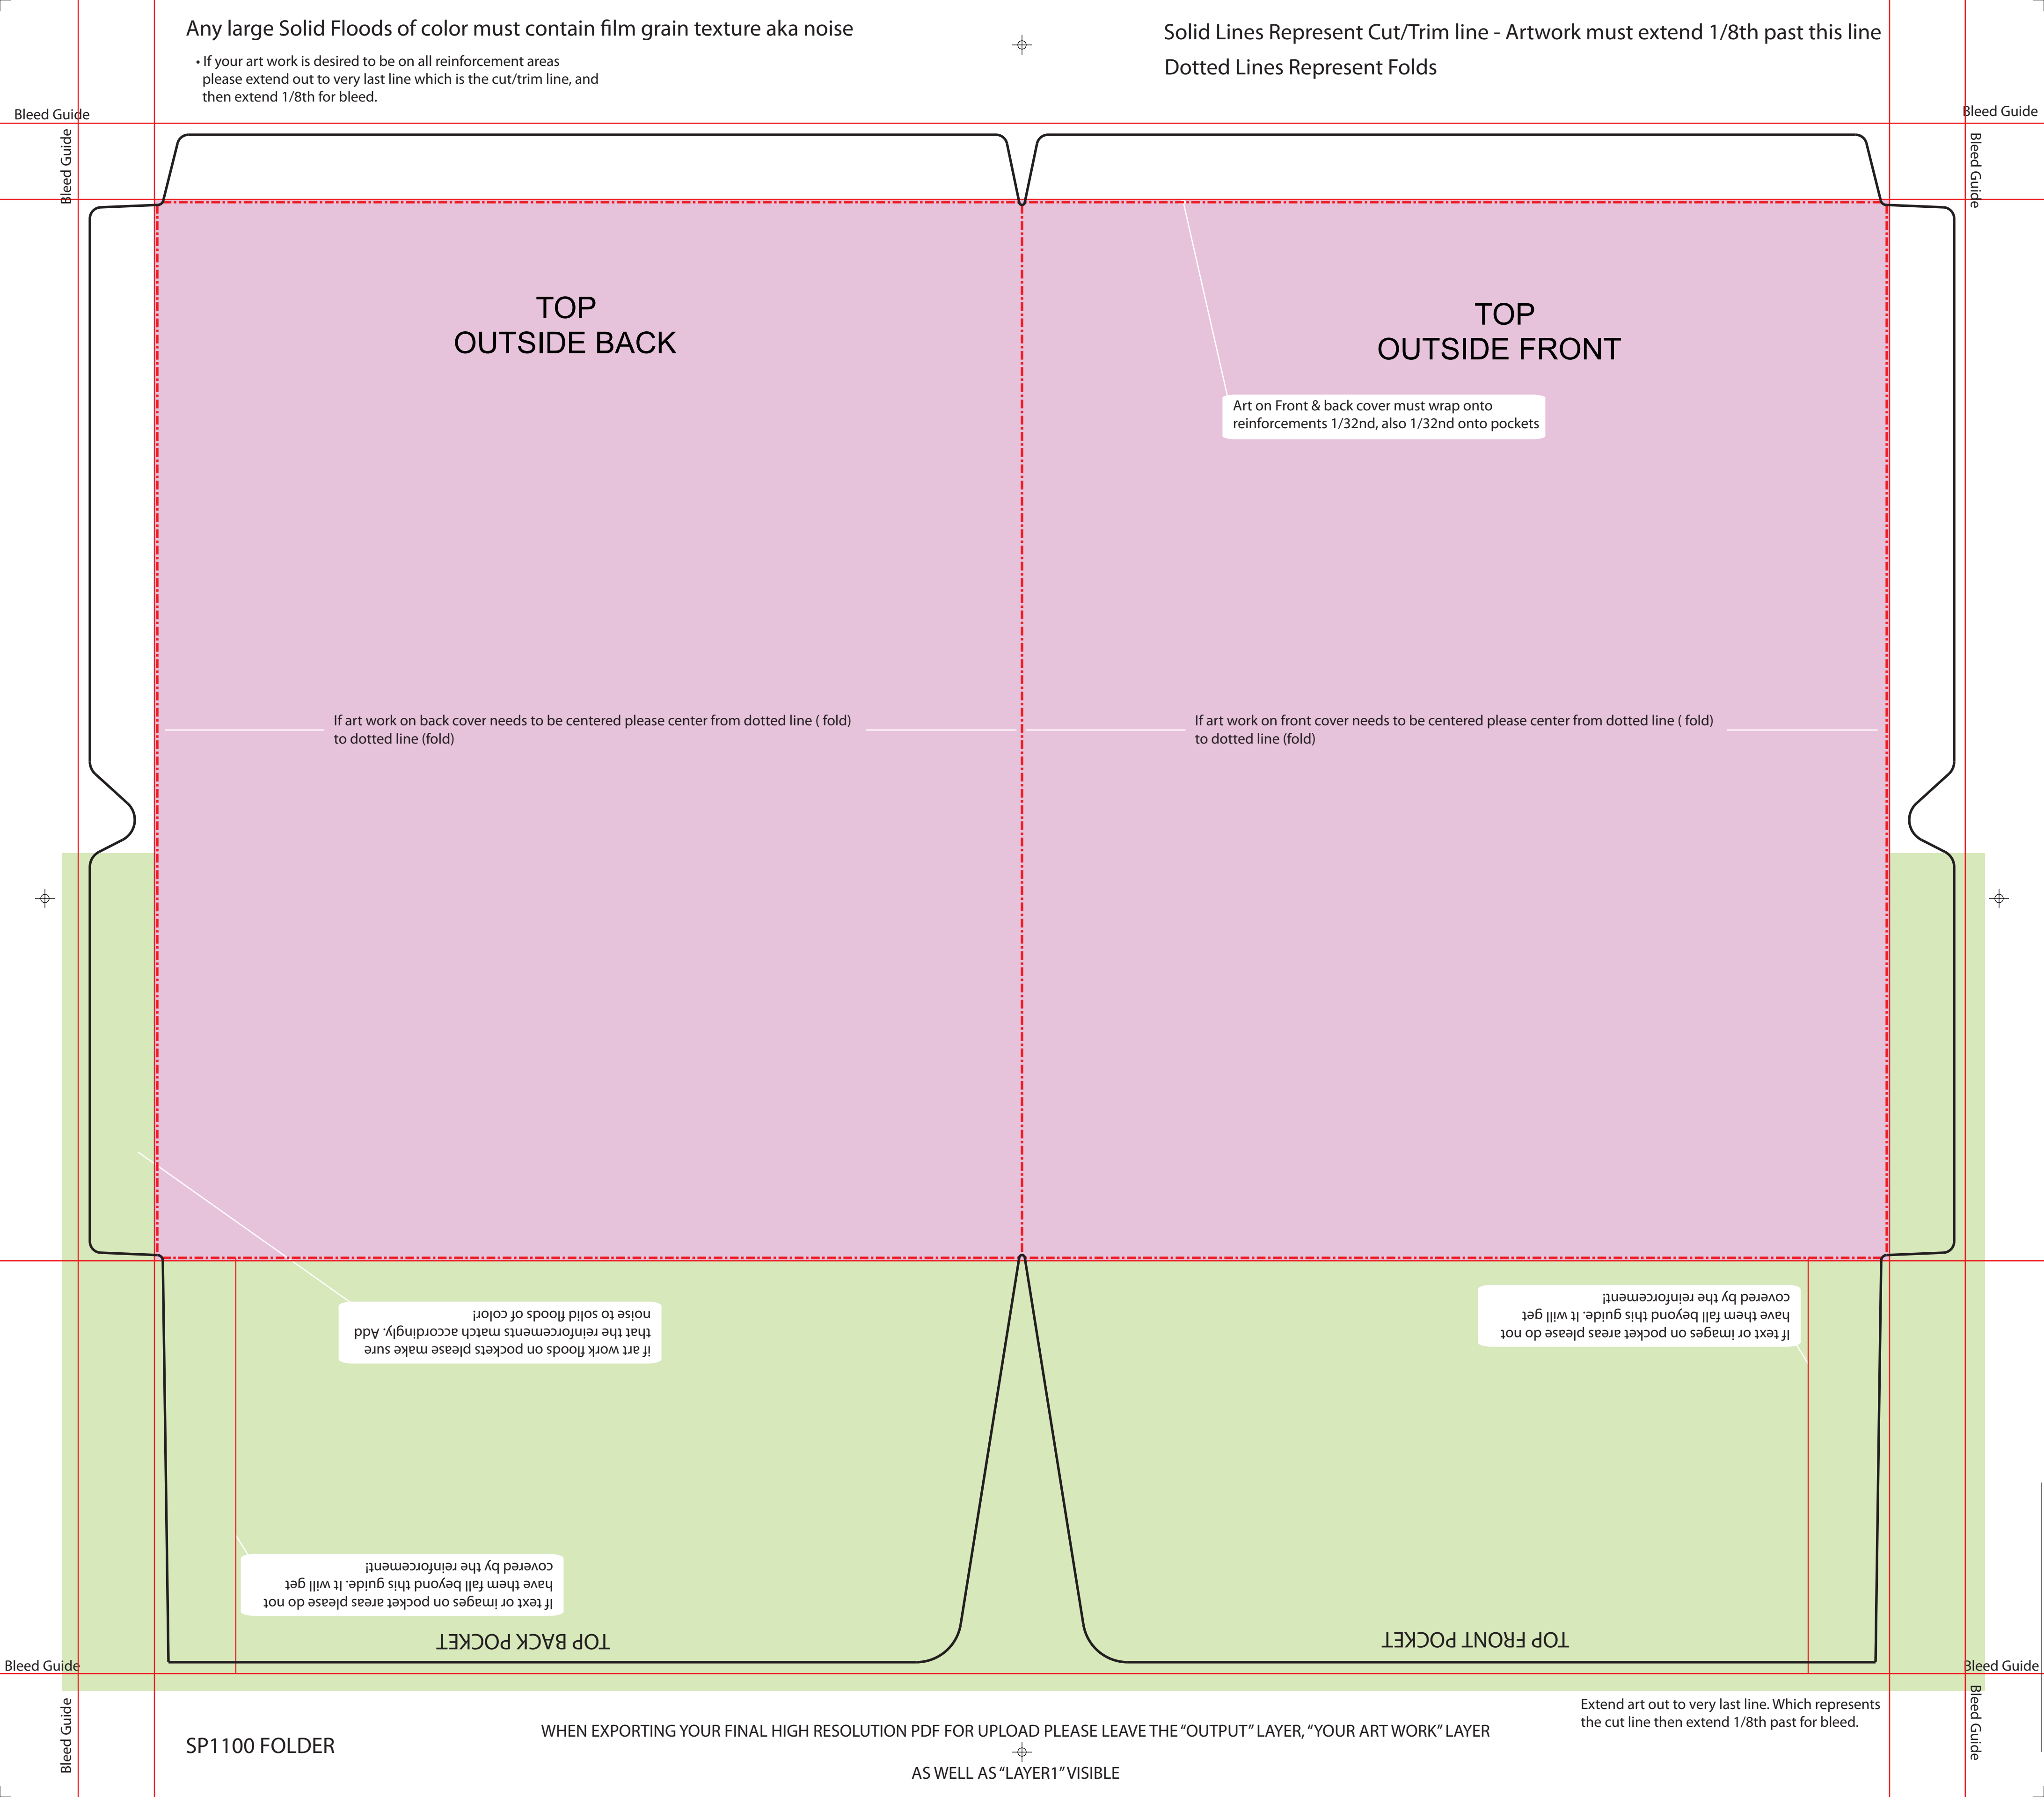 Any large Solid Floods of color must contain film grain texture aka noise
• If your art work is desired to be on all reinforcement areas
please extend out to very last line which is the cut/trim line, and
then extend 1/8th for bleed.
Solid Lines Represent Cut/Trim line - Artwork must extend 1/8th past this line
Dotted Lines Represent Folds
Bleed Guide
Bleed Guide
Bleed Guide
Bleed Guide
TOP
OUTSIDE BACK
TOP
OUTSIDE FRONT
Art on Front & back cover must wrap onto
reinforcements 1/32nd, also 1/32nd onto pockets
If art work on back cover needs to be centered please center from dotted line ( fold)
to dotted line (fold)
If art work on front cover needs to be centered please center from dotted line ( fold)
to dotted line (fold)
if art work floods on pockets please make sure
that the reinforcements match accordingly. Add
noise to solid floods of color!
If text or images on pocket areas please do not
have them fall beyond this guide. It will get
covered by the reinforcement!
If text or images on pocket areas please do not
have them fall beyond this guide. It will get
covered by the reinforcement!
TOP BACK POCKET
TOP FRONT POCKET
Bleed Guide
Bleed Guide
Bleed Guide
Bleed Guide
Extend art out to very last line. Which represents
the cut line then extend 1/8th past for bleed.
SP1100 FOLDER
WHEN EXPORTING YOUR FINAL HIGH RESOLUTION PDF FOR UPLOAD PLEASE LEAVE THE “OUTPUT” LAYER, “YOUR ART WORK” LAYER
AS WELL AS “LAYER1” VISIBLE